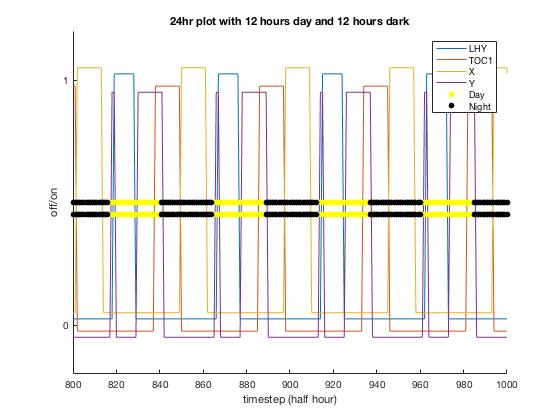 24hr plot with 12 hours day and 12 hours dark
LHY
TOC1
X
Y
Day
Night
1
0
off/on
800 820 840 860 880 900 920 940 960 980 1000
timestep (half hour)